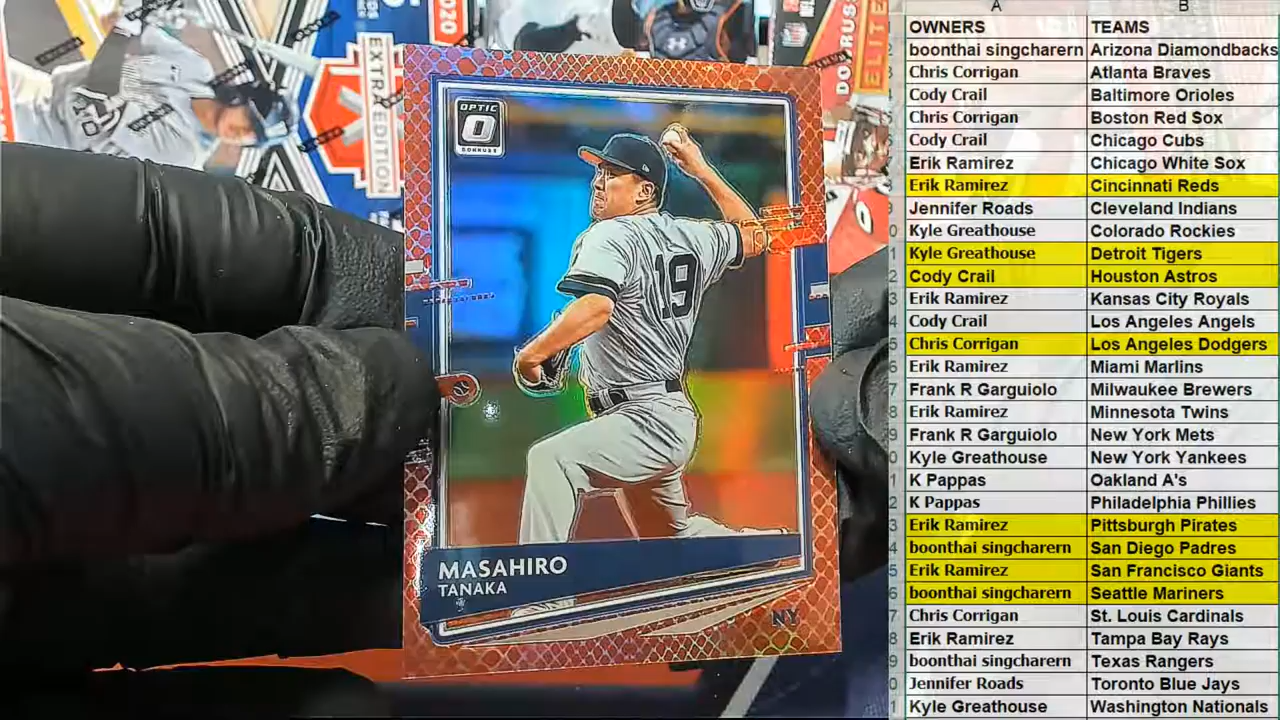 2020
EXTRA EDITION
DONRUSS
ELITE
OPTIC
DONRUSS
19
MASAHIRO
TANAKA
NY
A B
OWNERS TEAMS
boonthai singcharern Arizona Diamondbacks
Chris Corrigan Atlanta Braves
Cody Crail Baltimore Orioles
Chris Corrigan Boston Red Sox
Cody Crail Chicago Cubs
Erik Ramirez Chicago White Sox
Erik Ramirez Cincinnati Reds
Jennifer Roads Cleveland Indians
Kyle Greathouse Colorado Rockies
Kyle Greathouse Detroit Tigers
Cody Crail Houston Astros
Erik Ramirez Kansas City Royals
Cody Crail Los Angeles Angels
Chris Corrigan Los Angeles Dodgers
Erik Ramirez Miami Marlins
Frank R Garguiolo Milwaukee Brewers
Erik Ramirez Minnesota Twins
Frank R Garguiolo New York Mets
Kyle Greathouse New York Yankees
K Pappas Oakland A's
K Pappas Philadelphia Phillies
Erik Ramirez Pittsburgh Pirates
boonthai singcharern San Diego Padres
Erik Ramirez San Francisco Giants
boonthai singcharern Seattle Mariners
Chris Corrigan St. Louis Cardinals
Erik Ramirez Tampa Bay Rays
boonthai singcharern Texas Rangers
Jennifer Roads Toronto Blue Jays
Kyle Greathouse Washington Nationals